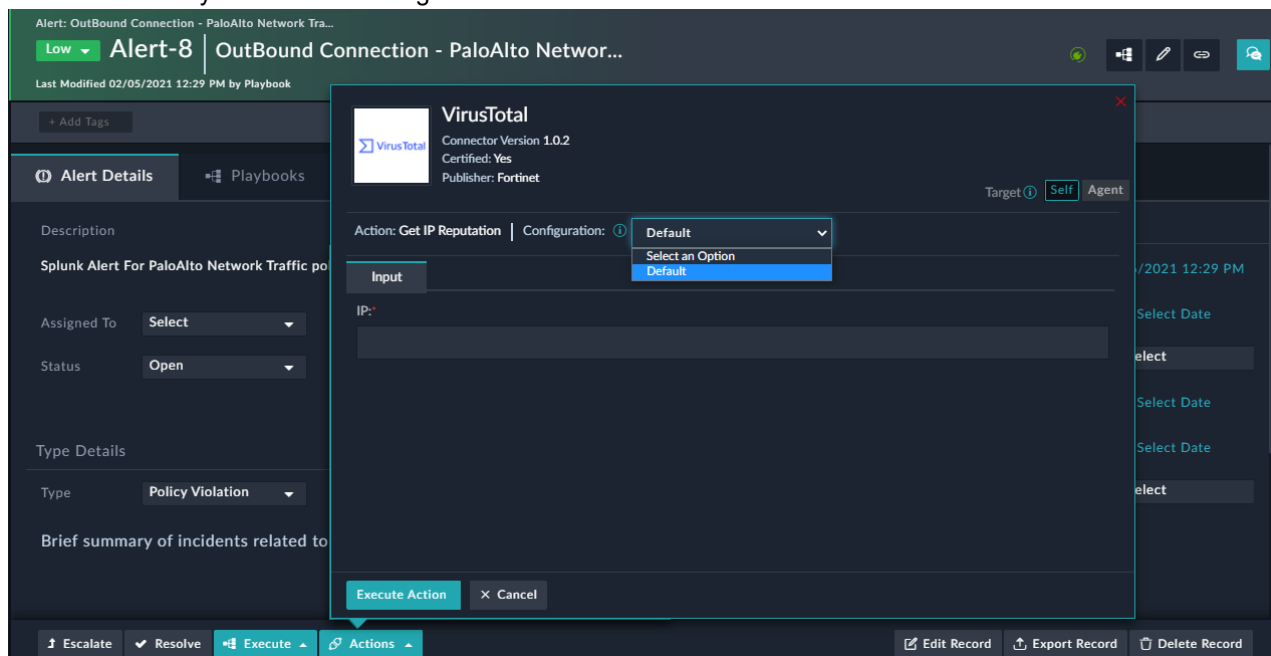 Alert: OutBound Connection - PaloAlto Network Tra...
Low Alert-8 OutBound Connection - PaloAlto Networ...
Last Modified 02/05/2021 12:29 PM by Playbook
+ Add Tags
Alert Details Playbooks
Description
Splunk Alert For PaloAlto Network Traffic po
Assigned To Select
Status Open
Type Details
Type Policy Violation
Brief summary of incidents related to
VirusTotal
VirusTotal
Connector Version 1.0.2
Certified: Yes
Publisher: Fortinet
Target Self Agent
Action: Get IP Reputation | Configuration: Default
Select an Option
Default
Input
IP:*
Execute Action × Cancel
/2021 12:29 PM
Select Date
elect
Select Date
Select Date
elect
Escalate Resolve Execute Actions Edit Record Export Record Delete Record